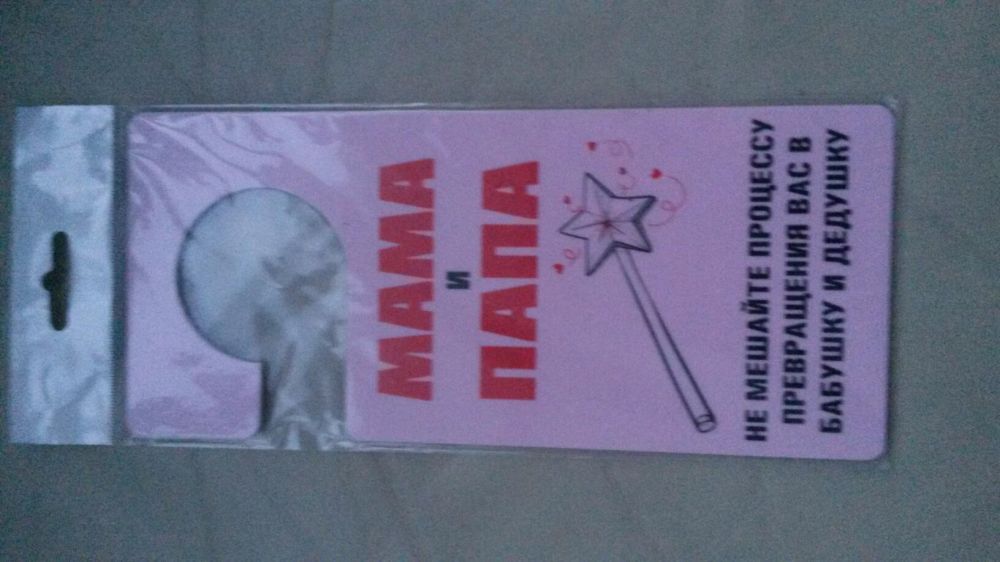 МАМА
И
ПАПА
НЕ МЕШАЙТЕ ПРОЦЕССУ
ПРЕВРАЩЕНИЯ ВАС В
БАБУШКУ И ДЕДУШКУ